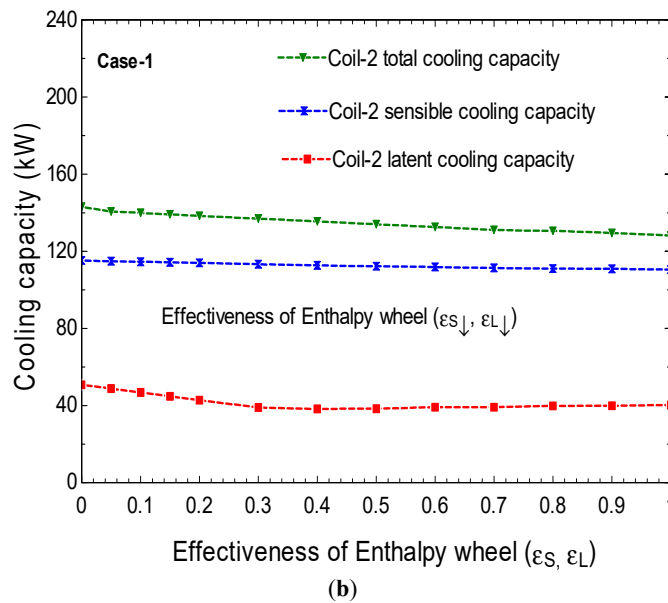 240
Case-1
Coil-2 total cooling capacity
200
Coil-2 sensible cooling capacity
160
Coil-2 latent cooling capacity
120
Effectiveness of Enthalpy wheel (εS↓, εL↓)
80
40
0
Cooling capacity (kW)
0 0.1 0.2 0.3 0.4 0.5 0.6 0.7 0.8 0.9
Effectiveness of Enthalpy wheel (εS, εL)
(b)